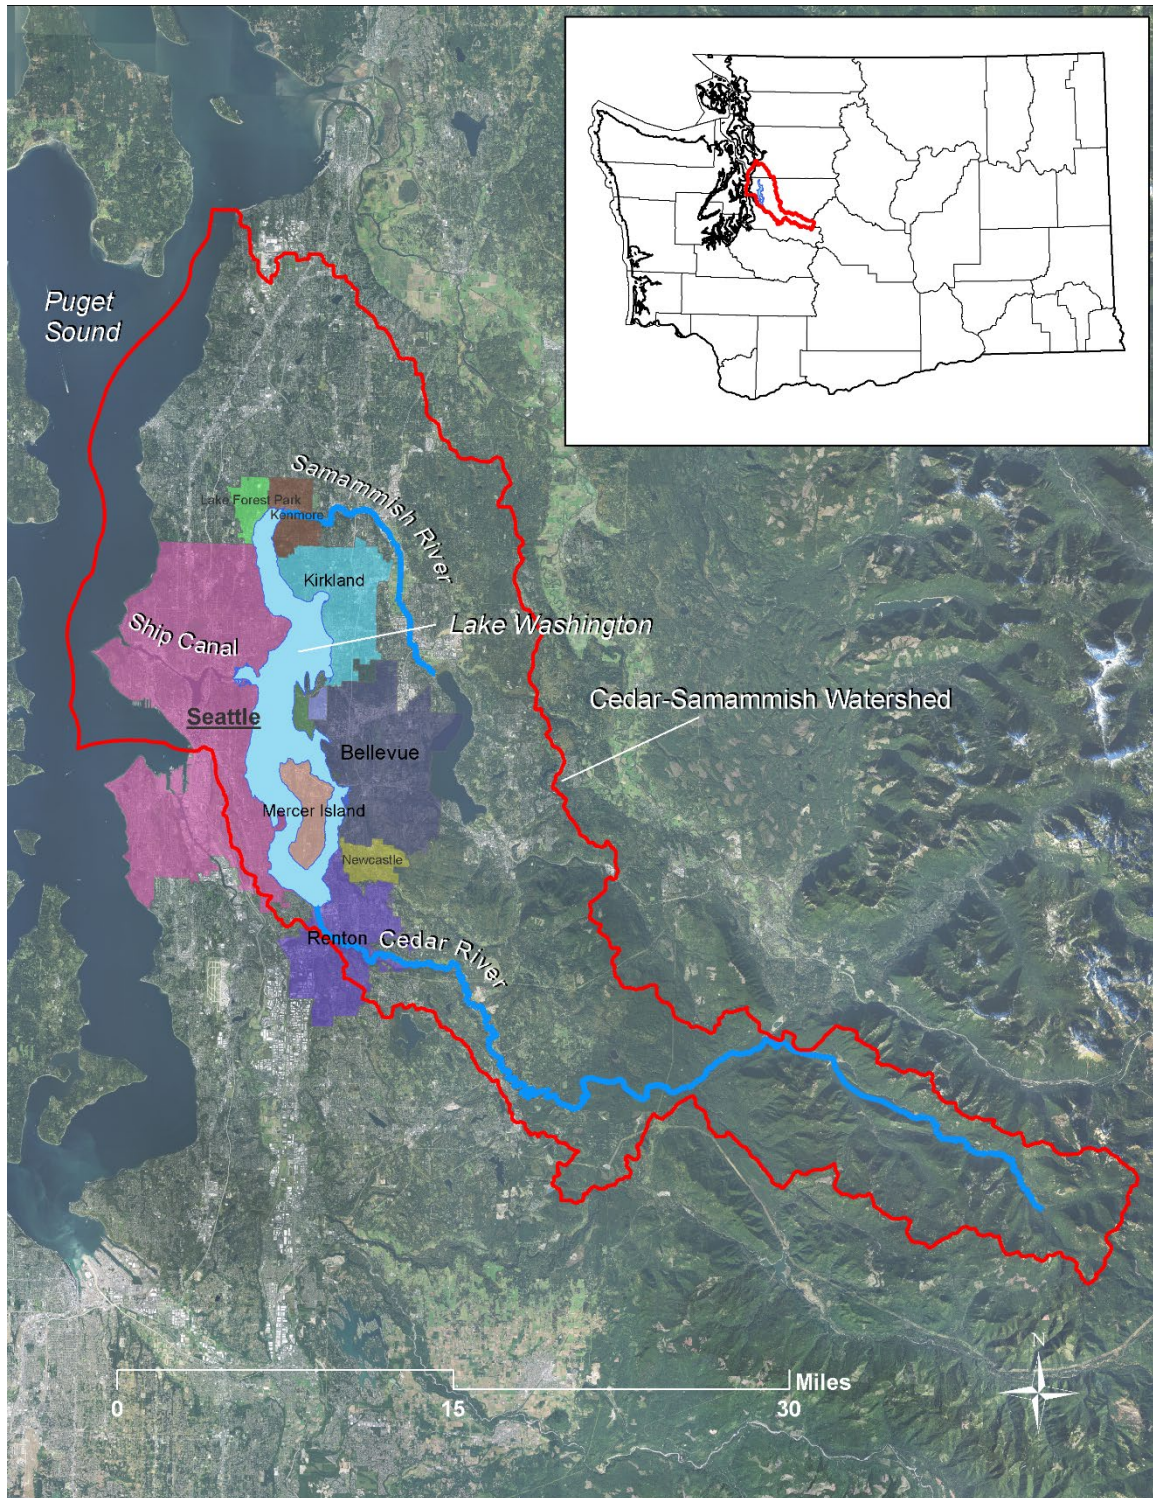 Puget
Sound
Samammish River
Lake Forest Park
Kenmore
Kirkland
Ship Canal
Lake Washington
Cedar-Samammish Watershed
Seattle
Bellevue
Mercer Island
Newcastle
Renton
Cedar River
N
Miles
0 15 30